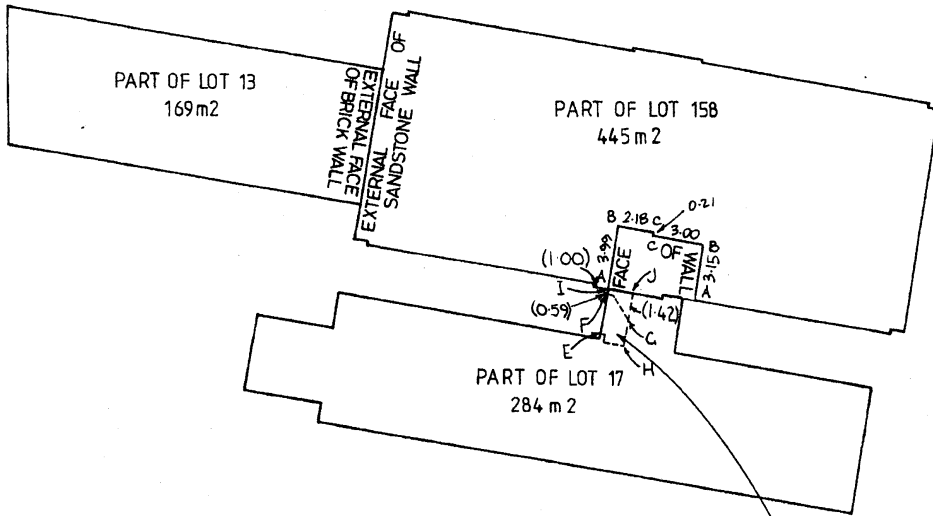 PART OF LOT 13
169m2
EXTERNAL FACE
OF BRICK WALL
EXTERNAL FACE OF
SANDSTONE WALL OF
PART OF LOT 15B
445m2
B 2.18 C
0.21
3.00
C
B
A 3.99
FACE
OF
WALL
A 3.15
J
(1.00)
I
(0.59)
F
E
(1.42)
G
H
PART OF LOT 17
284m2